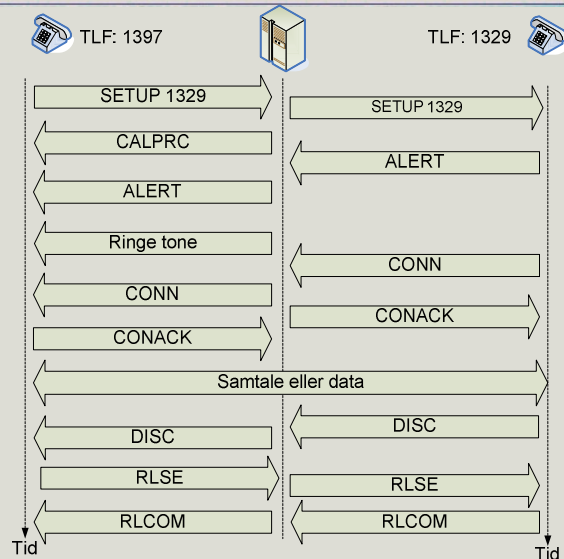 TLF: 1397
TLF: 1329
SETUP 1329
SETUP 1329
CALPRC
ALERT
ALERT
Ringe tone
CONN
CONN
CONACK
CONACK
Samtale eller data
DISC
DISC
RLSE
RLSE
RLCOM
RLCOM
Tid
Tid